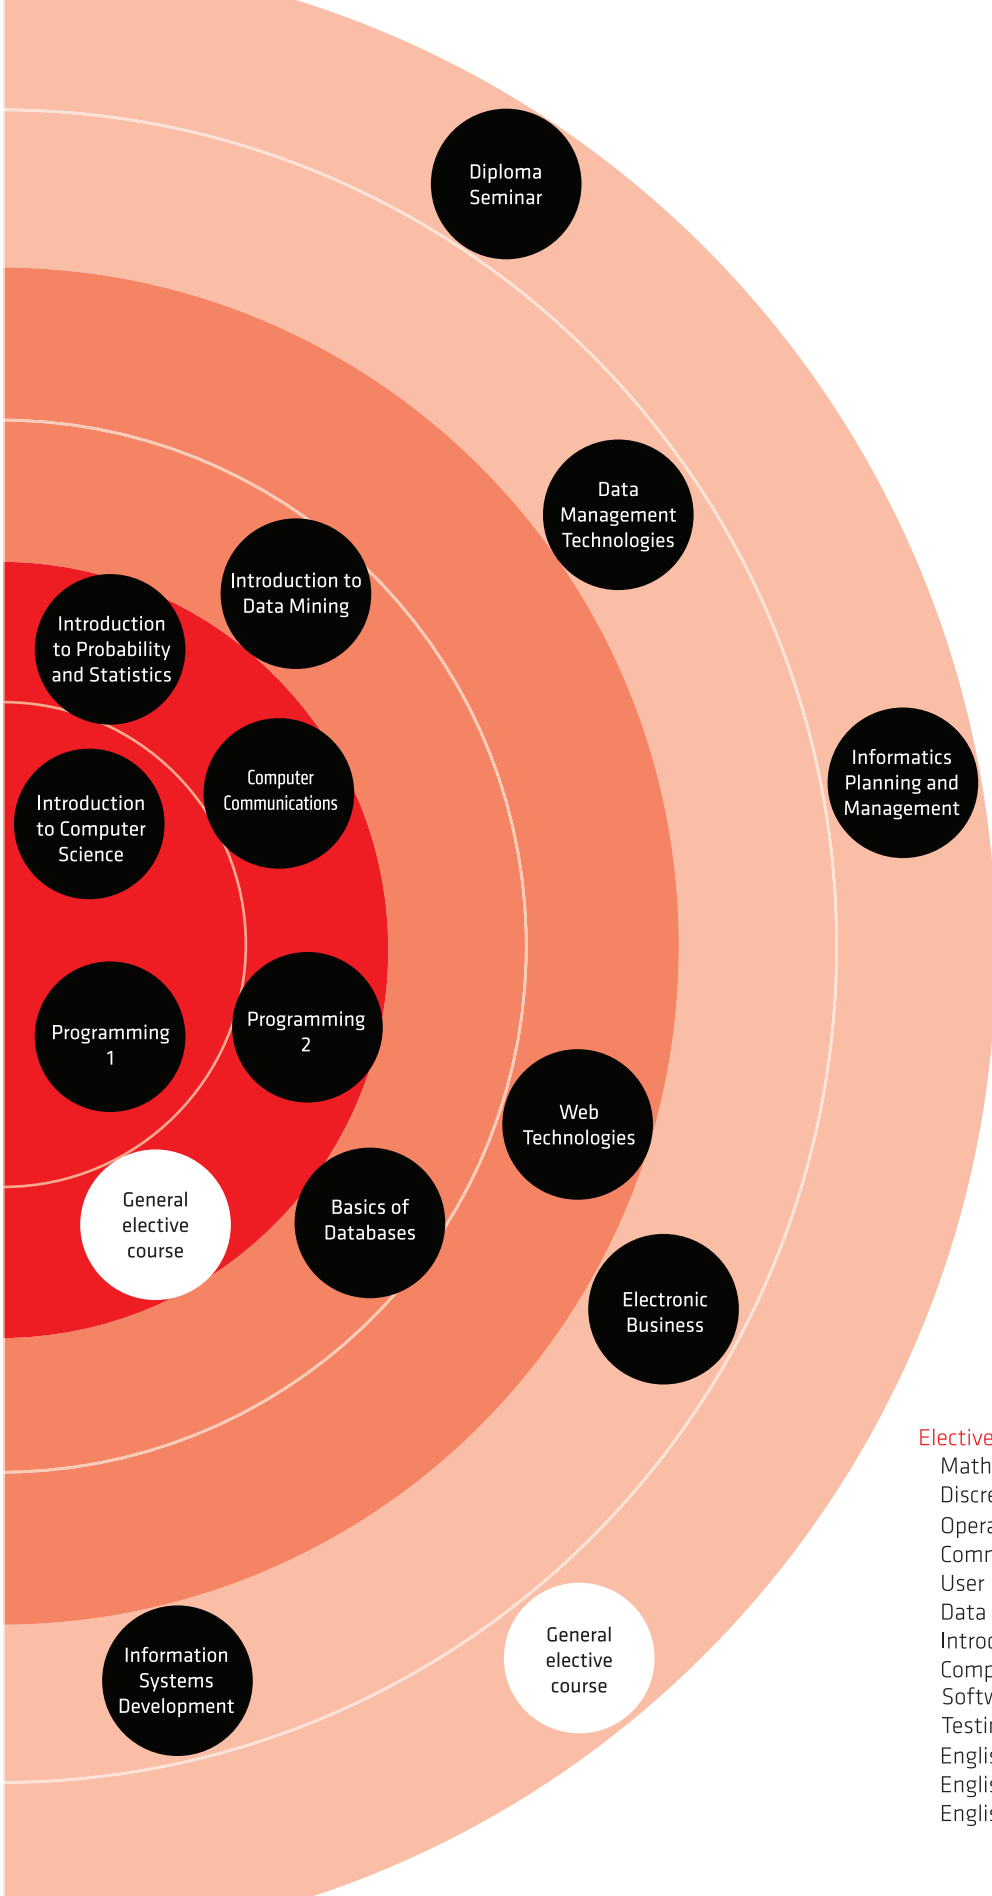 Diploma
Seminar
Data
Management
Technologies
Introduction to
Data Mining
Introduction
to Probability
and Statistics
Informatics
Planning and
Management
Computer
Communications
Introduction
to Computer
Science
Programming
1
Programming
2
Web
Technologies
General
elective
course
Basics of
Databases
Electronic
Business
Information
Systems
Development
General
elective
course
Elective
Math
User
Data